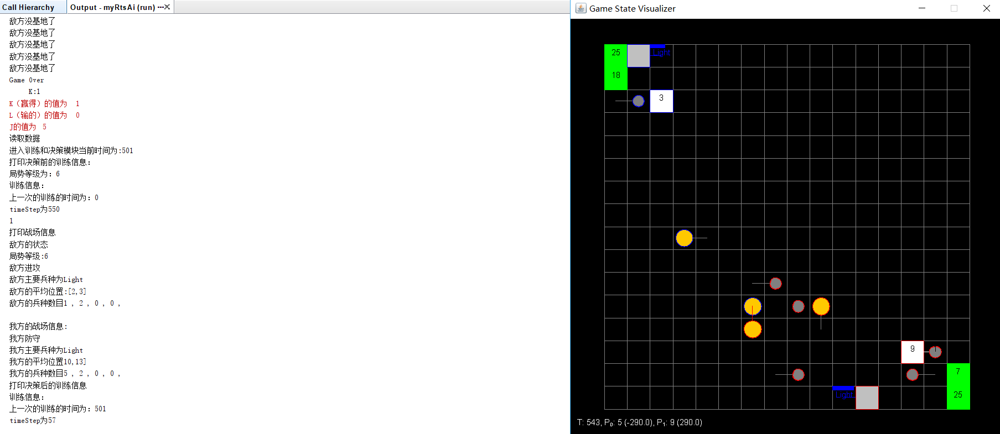 Call Hierarchy
Output - myRtsAi (run)
敌方没基地了
敌方没基地了
敌方没基地了
敌方没基地了
敌方没基地了
Game Over
K:1
K（赢得）的值为 1
L（输的）的值为 0
J的值为 5
读取数据
进入训练和决策模块当前时间为:501
打印决策前的训练信息:
局势等级为: 6
训练信息:
上一次的训练的时间为: 0
timeStep为550
1
打印战场信息
敌方的状态
局势等级:6
敌方进攻
敌方主要兵种为Light
敌方的平均位置:[2,3]
敌方的兵种数目1 , 2 , 0 , 0 ,
我方的战场信息:
我方防守
我方主要兵种为Light
我方的平均位置10,13]
我方的兵种数目5 , 2 , 0 , 0 ,
打印决策后的训练信息
训练信息:
上一次的训练的时间为: 501
timeStep为57
Game State Visualizer
25
Light
18
3
9
7
Light
25
T: 543, P₀: 5 (-290.0), P₁: 9 (290.0)